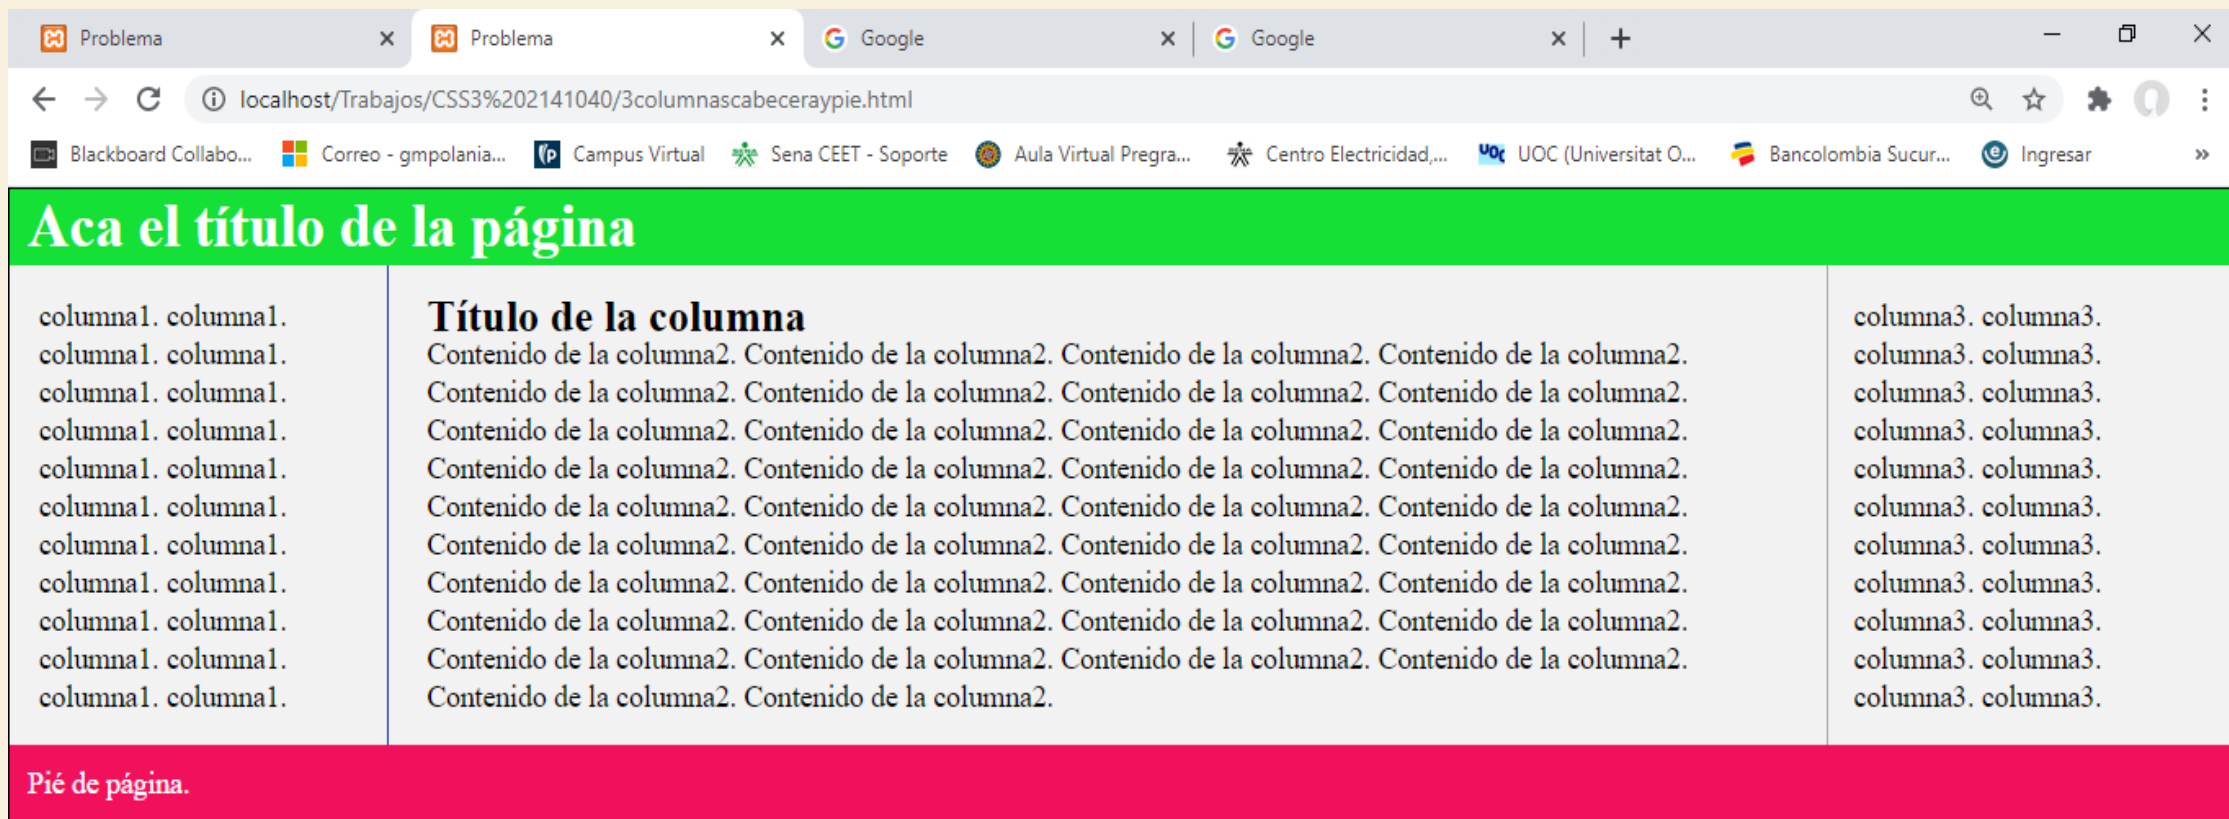 Problema Problema Google Google
localhost/Trabajos/CSS3%202141040/3columnascabeceraypie.html
Blackboard Collabo... Correo - gmpolania... Campus Virtual Sena CEET - Soporte Aula Virtual Pregra... Centro Electricidad,... UOC UOC (Universitat O... Bancolombia Sucur... Ingresar »
Aca el título de la página
columna1. columna1.
columna1. columna1.
columna1. columna1.
columna1. columna1.
columna1. columna1.
columna1. columna1.
columna1. columna1.
columna1. columna1.
columna1. columna1.
columna1. columna1.
columna1. columna1.
Título de la columna
Contenido de la columna2. Contenido de la columna2. Contenido de la columna2. Contenido de la columna2.
Contenido de la columna2. Contenido de la columna2. Contenido de la columna2. Contenido de la columna2.
Contenido de la columna2. Contenido de la columna2. Contenido de la columna2. Contenido de la columna2.
Contenido de la columna2. Contenido de la columna2. Contenido de la columna2. Contenido de la columna2.
Contenido de la columna2. Contenido de la columna2. Contenido de la columna2. Contenido de la columna2.
Contenido de la columna2. Contenido de la columna2. Contenido de la columna2. Contenido de la columna2.
Contenido de la columna2. Contenido de la columna2. Contenido de la columna2. Contenido de la columna2.
Contenido de la columna2. Contenido de la columna2. Contenido de la columna2. Contenido de la columna2.
Contenido de la columna2. Contenido de la columna2. Contenido de la columna2. Contenido de la columna2.
Contenido de la columna2. Contenido de la columna2.
columna3. columna3.
columna3. columna3.
columna3. columna3.
columna3. columna3.
columna3. columna3.
columna3. columna3.
columna3. columna3.
columna3. columna3.
columna3. columna3.
columna3. columna3.
columna3. columna3.
Pié de página.